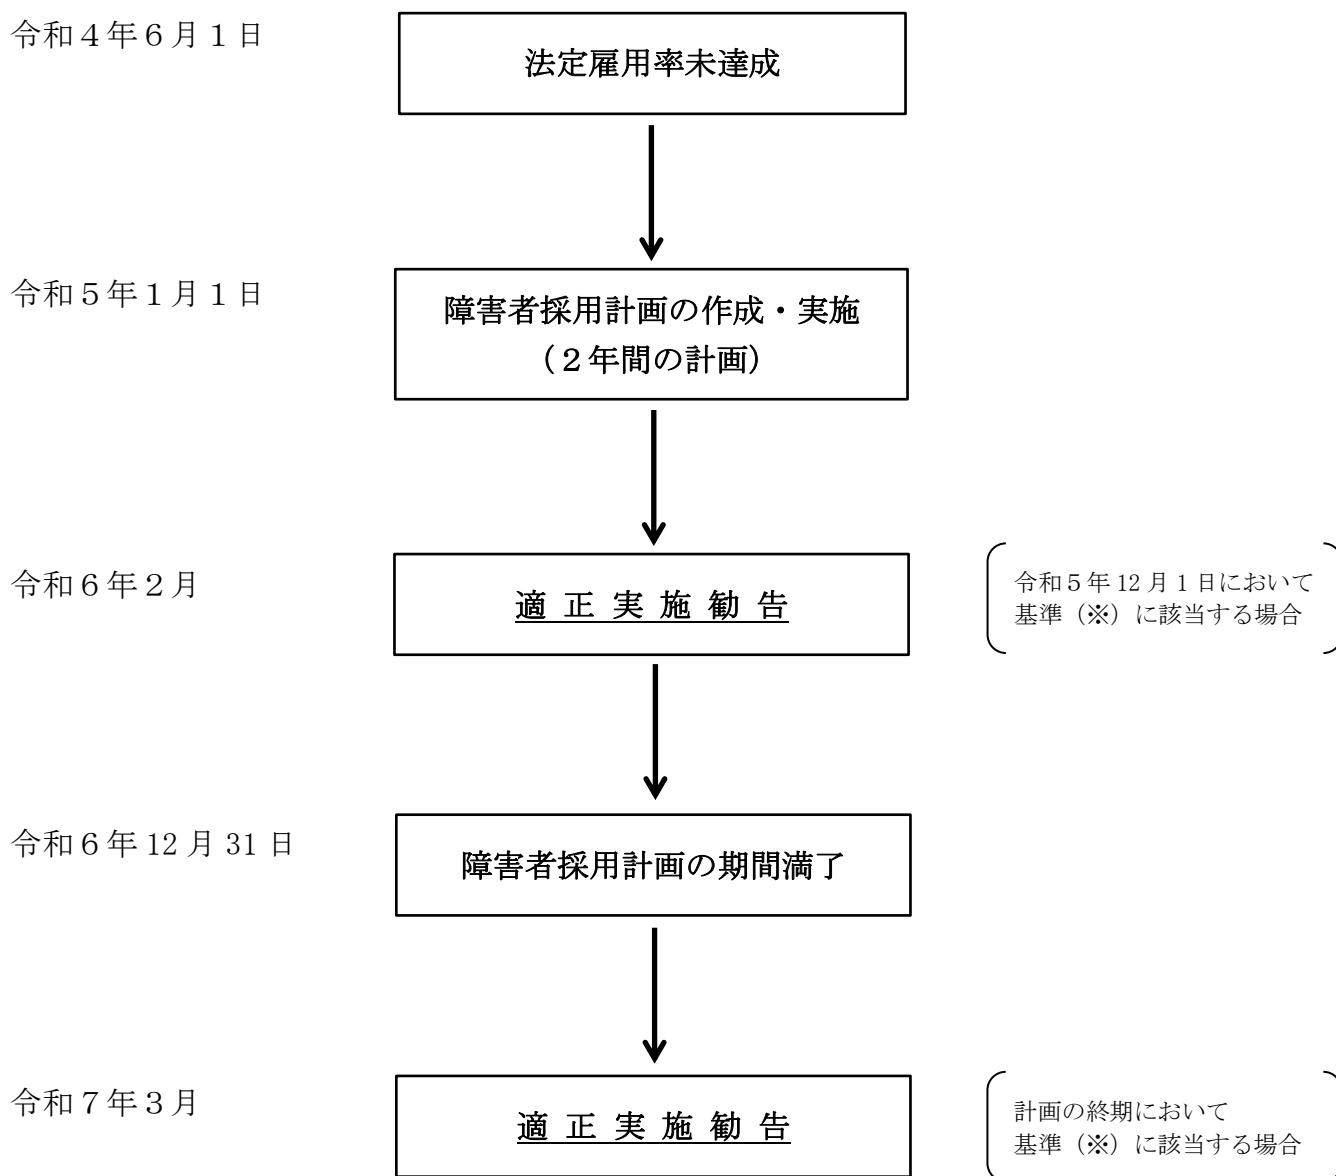 令和４年６月１日
法定雇用率未達成
令和５年１月１日
障害者採用計画の作成・実施
（２年間の計画）
令和６年２月
適 正 実 施 勧 告
令和５年 12 月 1 日において
基準（※）に該当する場合
令和６年 12 月 31 日
障害者採用計画の期間満了
令和７年３月
適 正 実 施 勧 告
計画の終期において
基準（※）に該当する場合